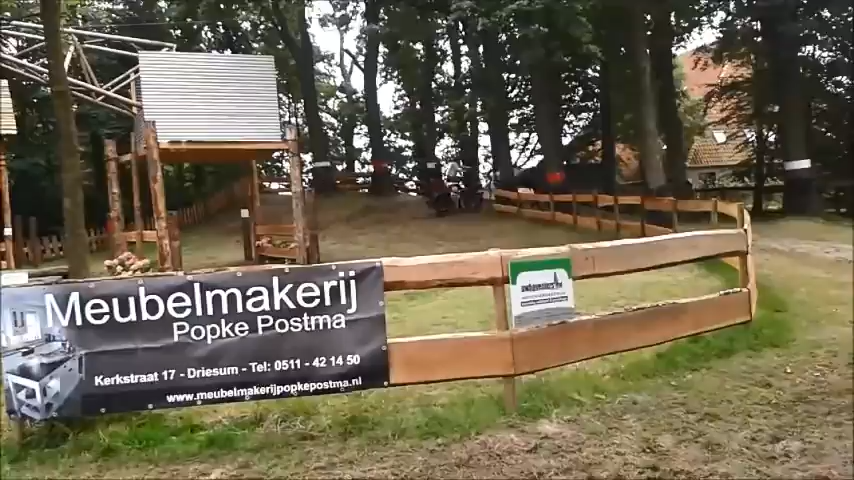 Meubelmakerij
Popke Postma
Kerkstraat 17 - Driesum - Tel: 0511 - 42 14 50
www.meubelmakerijpopkepostma.nl